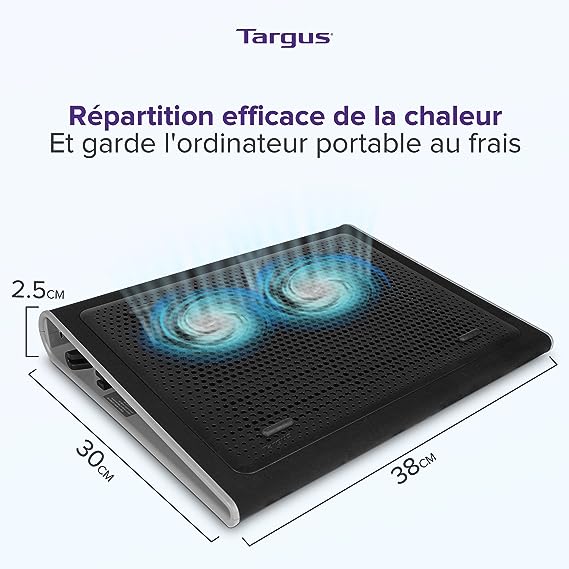 Targus
Répartition efficace de la chaleur
Et garde l'ordinateur portable au frais
2.5CM
30CM
38CM